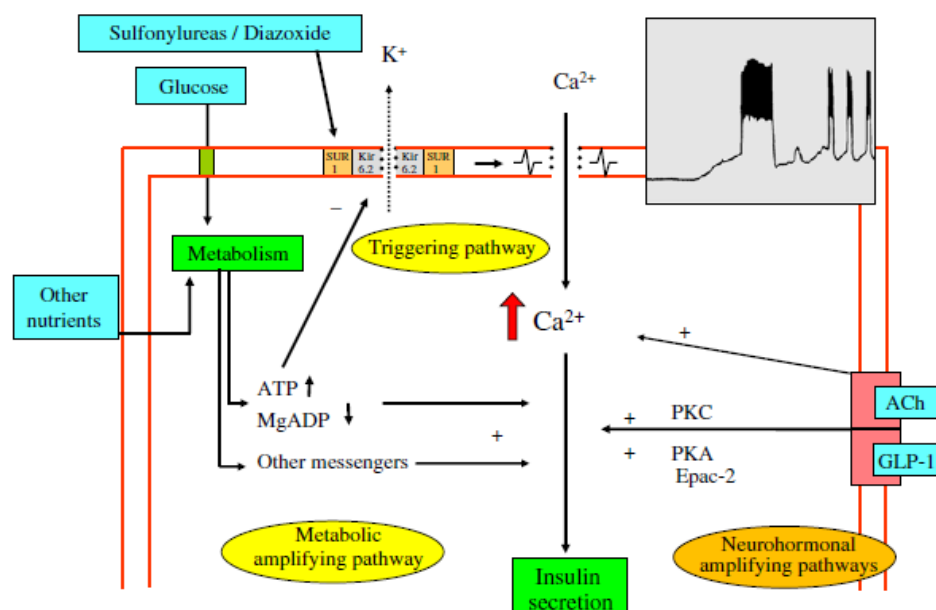 Sulfonylureas / Diazoxide
K+
Ca2+
Glucose
SUR
1
Kir
6.2
Kir
6.2
SUR
1
–
Metabolism
Triggering pathway
Other
nutrients
Ca2+
+
ATP
MgADP
+
Other messengers
+
PKC
+
PKA
Epac-2
ACh
GLP-1
Metabolic
amplifying pathway
Neurohormonal
amplifying pathways
Insulin
secretion